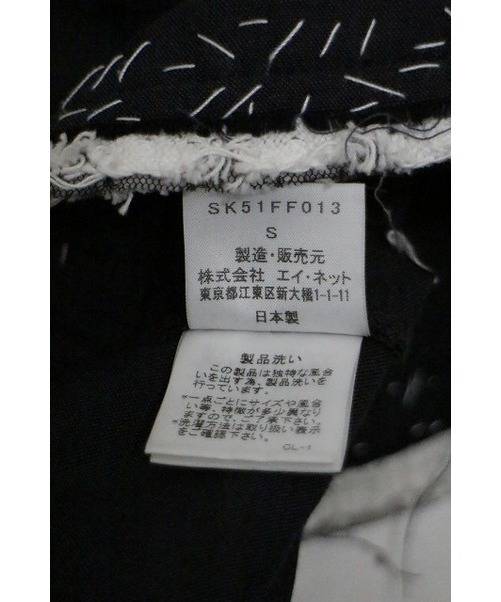 SK51FF013
S
製造・販売元
株式会社 エイ・ネット
東京都江東区新大橋1-1-11
日本製
製品洗い
この製品は独特な風合
いを出す為、製品洗いを
行っています。
*一点ごとにサイズや風合
い等、特徴が多少異なり
ますので、ご了承下さい。
*洗濯方法は取り扱い表示
をご確認下さい。
CL-1